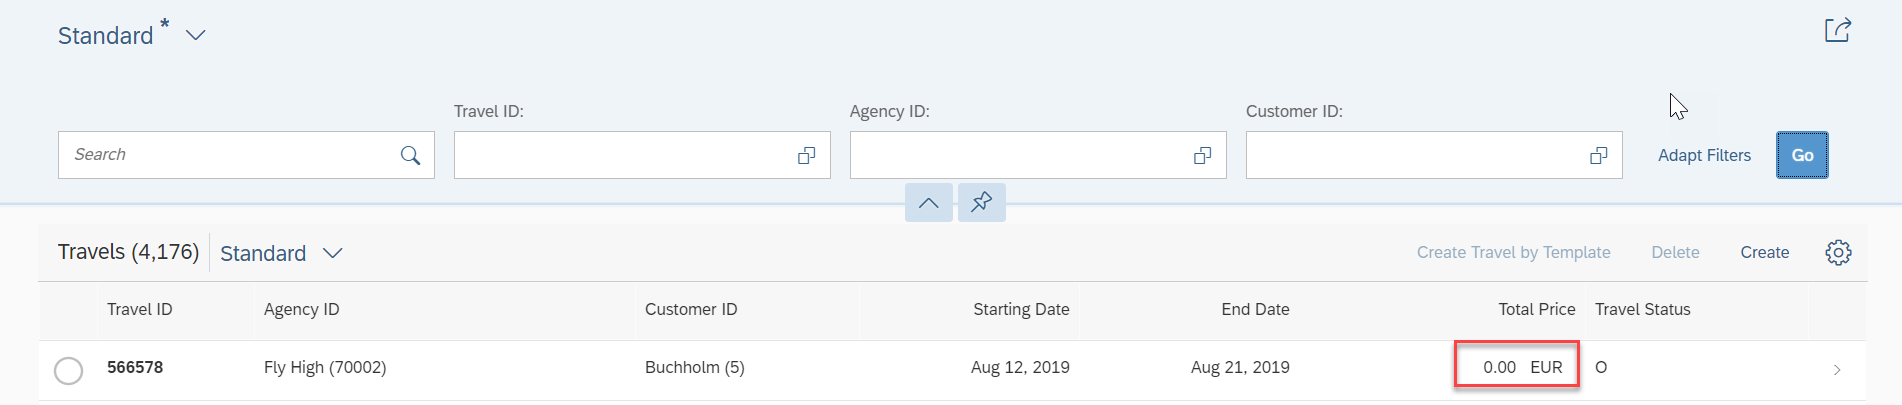 Standard *
Travel ID: Agency ID: Customer ID:
Search Adapt Filters Go
Travels (4,176) Standard Create Travel by Template Delete Create
Travel ID Agency ID Customer ID Starting Date End Date Total Price Travel Status
566578 Fly High (70002) Buchholm (5) Aug 12, 2019 Aug 21, 2019 0.00 EUR O